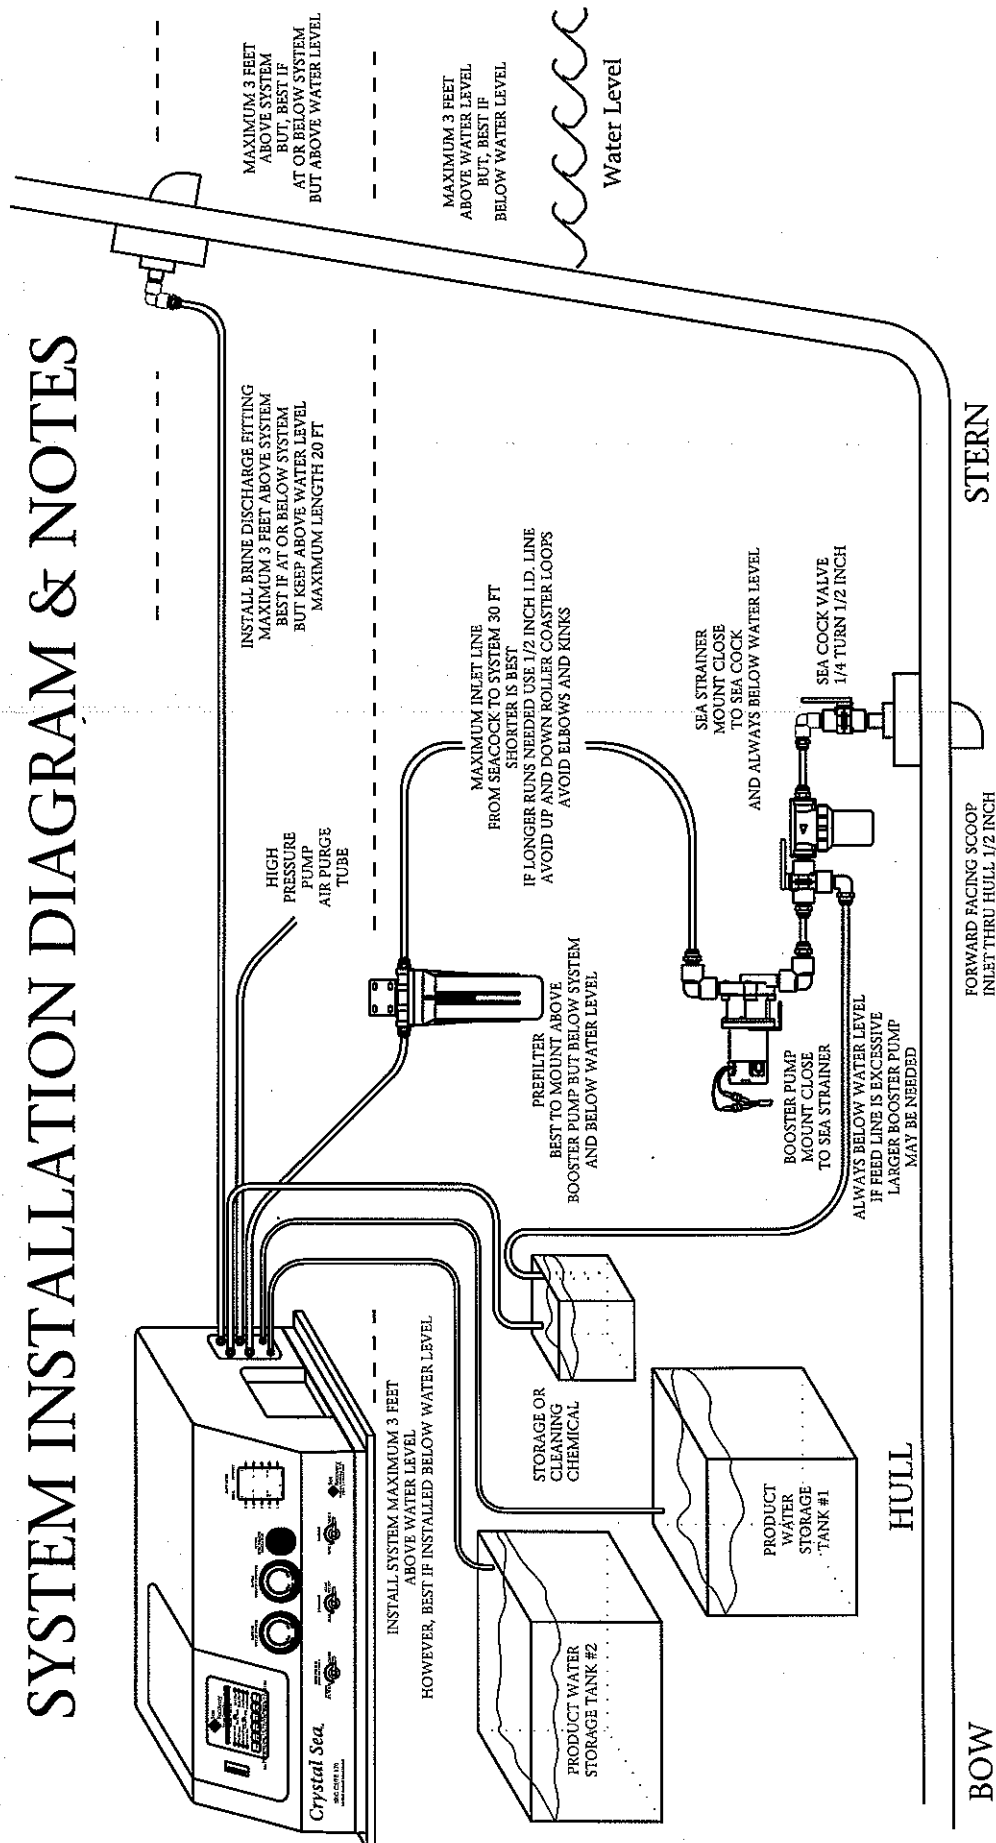 SYSTEM INSTALLATION DIAGRAM & NOTES
MAXIMUM 3 FEET
ABOVE SYSTEM
BUT, BEST IF
AT OR BELOW SYSTEM
BUT ABOVE WATER LEVEL
MAXIMUM 3 FEET
ABOVE WATER LEVEL
BUT, BEST IF
BELOW WATER LEVEL
Water Level
INSTALL BRINE DISCHARGE FITTING
MAXIMUM 3 FEET ABOVE SYSTEM
BEST IF AT OR BELOW SYSTEM
BUT KEEP ABOVE WATER LEVEL
MAXIMUM LENGTH 20 FT
HIGH
PRESSURE
PUMP
AIR PURGE
TUBE
MAXIMUM INLET LINE
FROM SEACOCK TO SYSTEM 30 FT
SHORTER IS BEST
IF LONGER RUNS NEEDED USE 1/2 INCH I.D. LINE
AVOID UP AND DOWN ROLLER COASTER LOOPS
AVOID ELBOWS AND KINKS
PREFILTER
BEST TO MOUNT ABOVE
BOOSTER PUMP BUT BELOW SYSTEM
AND BELOW WATER LEVEL
SEA STRAINER
MOUNT CLOSE
TO SEA COCK
AND ALWAYS BELOW WATER LEVEL
SEA COCK VALVE
1/4 TURN 1/2 INCH
BOOSTER PUMP
MOUNT CLOSE
TO SEA STRAINER
ALWAYS BELOW WATER LEVEL
IF FEED LINE IS EXCESSIVE
LARGER BOOSTER PUMP
MAY BE NEEDED
FORWARD FACING SCOOP
INLET THRU HULL 1/2 INCH
Crystal Sea
INSTALL SYSTEM MAXIMUM 3 FEET
ABOVE WATER LEVEL
HOWEVER, BEST IF INSTALLED BELOW WATER LEVEL
STORAGE OR
CLEANING
CHEMICAL
PRODUCT WATER
STORAGE TANK #2
PRODUCT
WATER
STORAGE
TANK #1
BOW
HULL
STERN